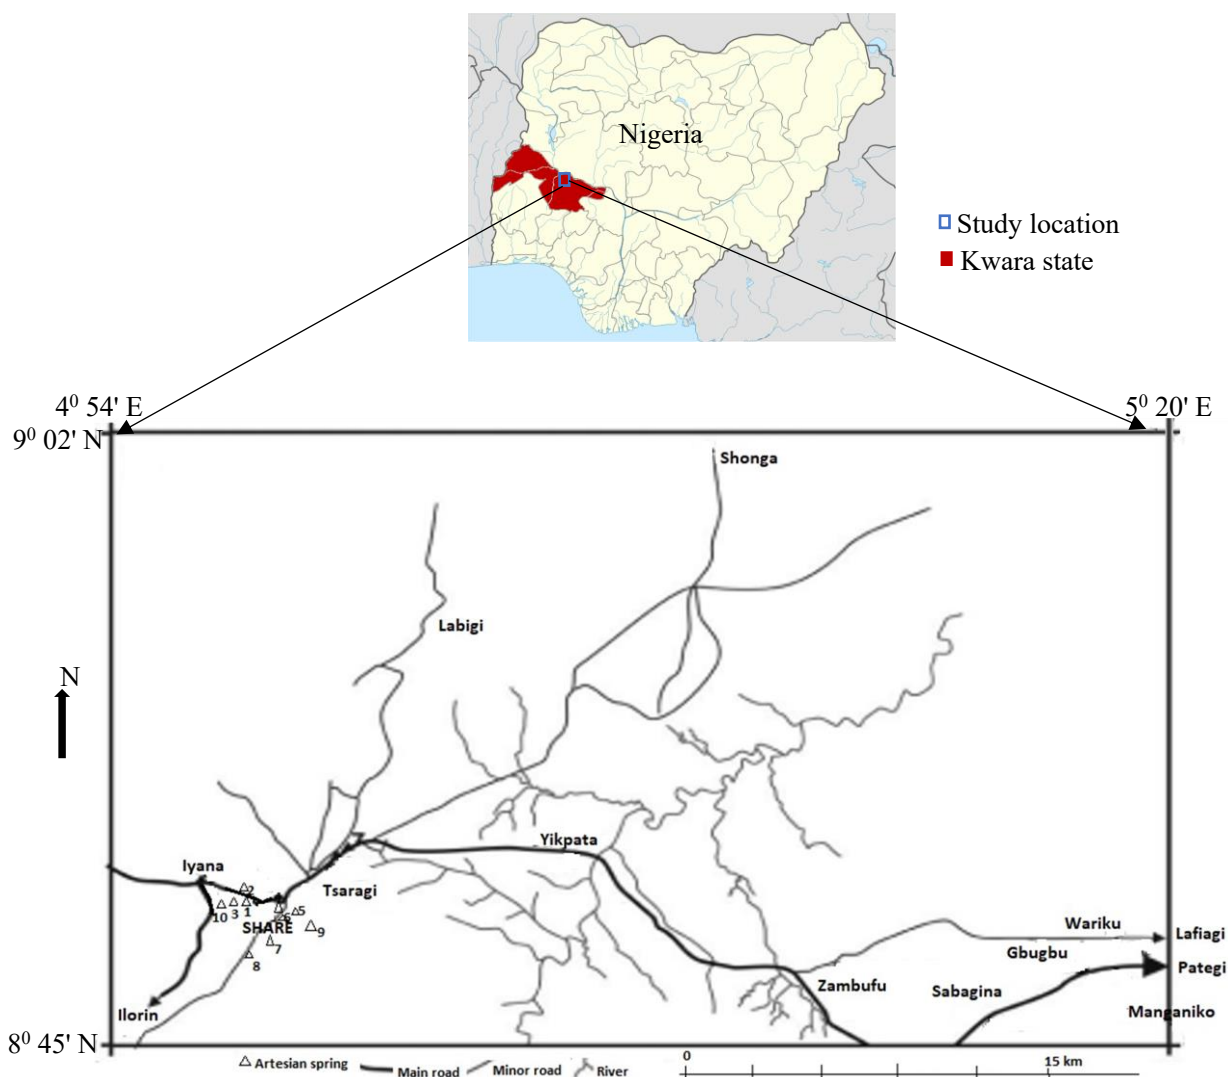 Nigeria
Study location
Kwara state
4⁰ 54' E
5⁰ 20' E
9⁰ 02' N
Shonga
Labigi
N
Yikpata
Iyana
Tsaragi
2
10 3 1
5
6
SHARE
9
7
8
Wariku
Lafiagi
Gbugbu
Pategi
Zambufu
Sabagina
Manganiko
Ilorin
8⁰ 45' N
Artesian spring
Main road
Minor road
River
0
15 km